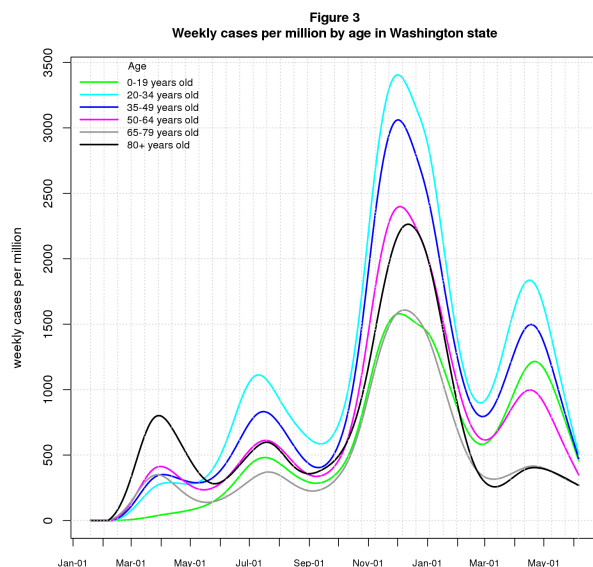 Figure 3
Weekly cases per million by age in Washington state
Age
0-19 years old
20-34 years old
35-49 years old
50-64 years old
65-79 years old
80+ years old
weekly cases per million
3500
3000
2500
2000
1500
1000
500
0
Jan-01 Mar-01 May-01 Jul-01 Sep-01 Nov-01 Jan-01 Mar-01 May-01